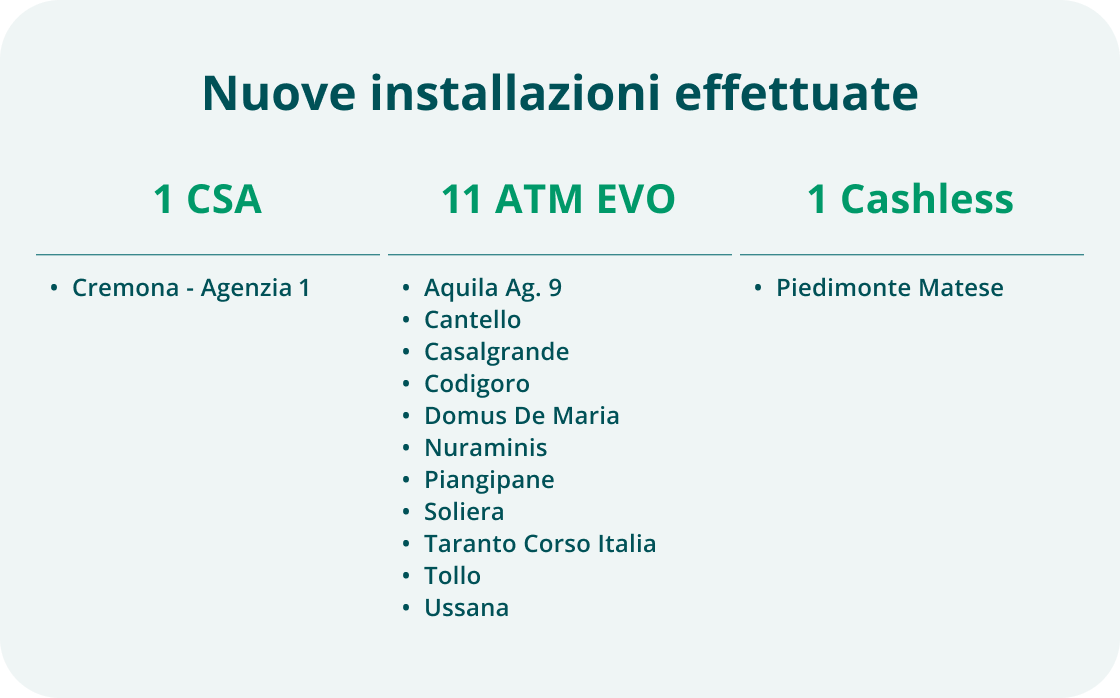 Nuove installazioni effettuate
1 CSA
• Cremona - Agenzia 1
11 ATM EVO
• Aquila Ag. 9
• Cantello
• Casalgrande
• Codigoro
• Domus De Maria
• Nuraminis
• Piangipane
• Soliera
• Taranto Corso Italia
• Tollo
• Ussana
1 Cashless
• Piedimonte Matese